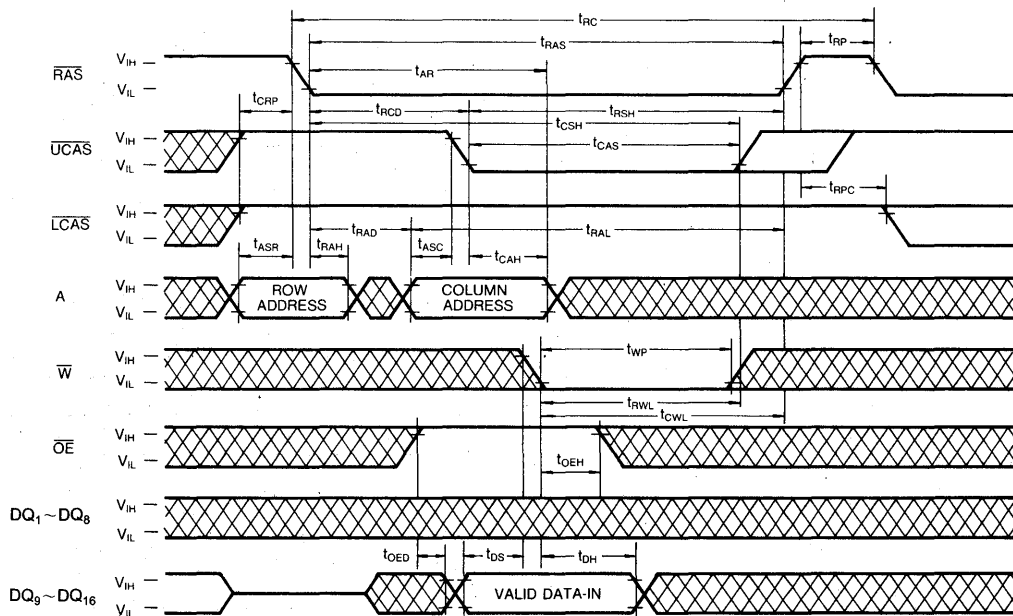 tRC
tRAS
tRP
tAR
RAS
VIH
VIL
tCRP
tRCD
tRSH
tCSH
UCAS
VIH
VIL
tCAS
tRPC
LCAS
VIH
VIL
tASR
tRAH
tRAD
tASC
tCAH
tRAL
A
VIH
VIL
ROW
ADDRESS
COLUMN
ADDRESS
W
VIH
VIL
tWP
tRWL
tCWL
OE
VIH
VIL
tOEH
DQ1~DQ8
VIH
VIL
tOED
tDS
tDH
DQ9~DQ16
VIH
VIL
VALID DATA-IN